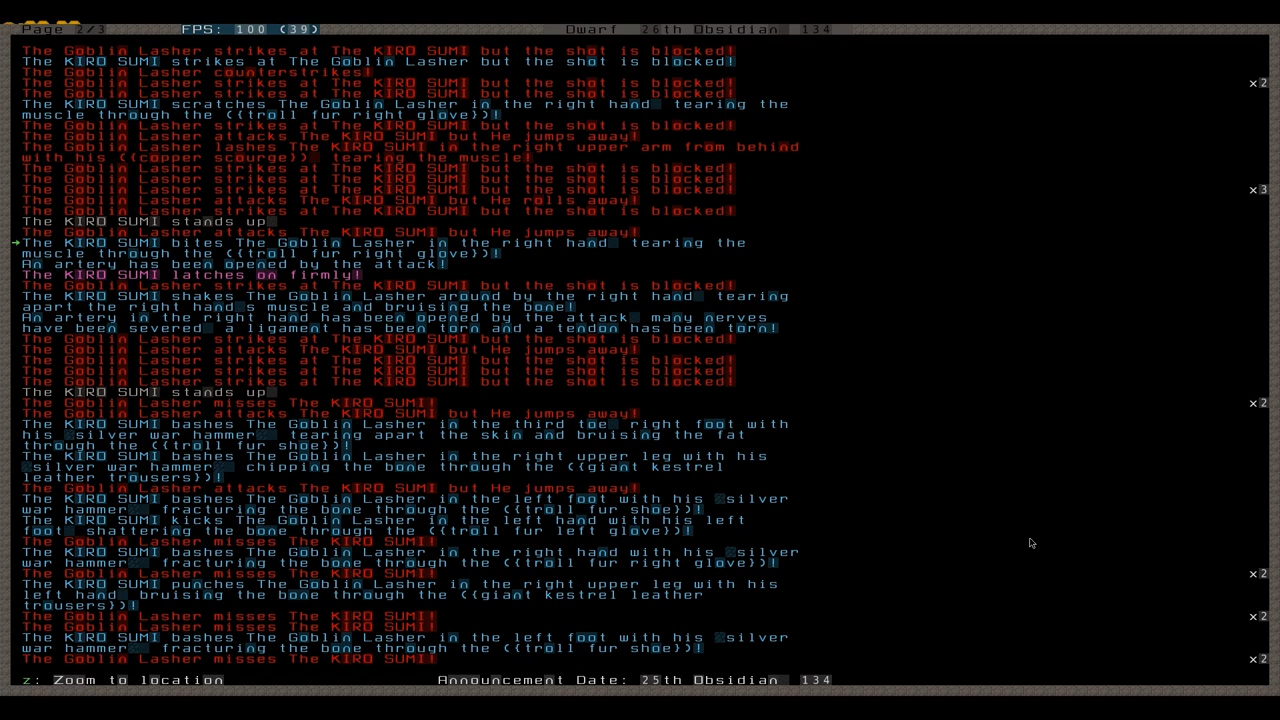 Page 2/3 FPS: 100 (39) Dwarf 26th Obsidian 134
The Goblin Lasher strikes at The KIRO SUMI but the shot is blocked!
The KIRO SUMI strikes at The Goblin Lasher but the shot is blocked!
The Goblin Lasher counterstrikes!
The Goblin Lasher strikes at The KIRO SUMI but the shot is blocked! x2
The Goblin Lasher strikes at The KIRO SUMI but the shot is blocked!
The KIRO SUMI scratches The Goblin Lasher in the right hand tearing the
muscle through the ({troll fur right glove})!
The Goblin Lasher strikes at The KIRO SUMI but the shot is blocked!
The Goblin Lasher attacks The KIRO SUMI but He jumps away!
The Goblin Lasher lashes The KIRO SUMI in the right upper arm from behind
with his ({copper scourge}) tearing the muscle!
The Goblin Lasher strikes at The KIRO SUMI but the shot is blocked!
The Goblin Lasher strikes at The KIRO SUMI but the shot is blocked!
The Goblin Lasher strikes at The KIRO SUMI but the shot is blocked! x3
The Goblin Lasher attacks The KIRO SUMI but He rolls away!
The Goblin Lasher strikes at The KIRO SUMI but the shot is blocked!
The KIRO SUMI stands up
The Goblin Lasher attacks The KIRO SUMI but He jumps away!
The KIRO SUMI bites The Goblin Lasher in the right hand tearing the
muscle through the ({troll fur right glove})!
An artery has been opened by the attack!
The KIRO SUMI latches on firmly!
The Goblin Lasher strikes at The KIRO SUMI but the shot is blocked!
The KIRO SUMI shakes The Goblin Lasher around by the right hand tearing
apart the right hand s muscle and bruising the bone!
An artery in the right hand has been opened by the attack many nerves
have been severed a ligament has been torn and a tendon has been torn!
The Goblin Lasher strikes at The KIRO SUMI but the shot is blocked!
The Goblin Lasher attacks The KIRO SUMI but He jumps away!
The Goblin Lasher strikes at The KIRO SUMI but the shot is blocked!
The Goblin Lasher strikes at The KIRO SUMI but the shot is blocked!
The Goblin Lasher strikes at The KIRO SUMI but the shot is blocked!
The KIRO SUMI stands up
The Goblin Lasher misses The KIRO SUMI! x2
The Goblin Lasher attacks The KIRO SUMI but He jumps away!
The KIRO SUMI bashes The Goblin Lasher in the third toe right foot with
his silver war hammer tearing apart the skin and bruising the fat
through the ({troll fur shoe})!
The KIRO SUMI bashes The Goblin Lasher in the right upper leg with his
silver war hammer chipping the bone through the ({giant kestrel
leather trousers})!
The Goblin Lasher attacks The KIRO SUMI but He jumps away!
The KIRO SUMI bashes The Goblin Lasher in the left foot with his silver
war hammer fracturing the bone through the ({troll fur shoe})!
The KIRO SUMI kicks The Goblin Lasher in the left hand with his left
foot shattering the bone through the ({troll fur left glove})!
The Goblin Lasher misses The KIRO SUMI!
The KIRO SUMI bashes The Goblin Lasher in the right hand with his silver
war hammer fracturing the bone through the ({troll fur right glove})!
The Goblin Lasher misses The KIRO SUMI! x2
The KIRO SUMI punches The Goblin Lasher in the right upper leg with his
left hand bruising the bone through the ({giant kestrel leather
trousers})!
The Goblin Lasher misses The KIRO SUMI! x2
The Goblin Lasher misses The KIRO SUMI!
The KIRO SUMI bashes The Goblin Lasher in the left foot with his silver
war hammer fracturing the bone through the ({troll fur shoe})!
The Goblin Lasher misses The KIRO SUMI! x2
z: Zoom to location Announcement Date: 25th Obsidian 134